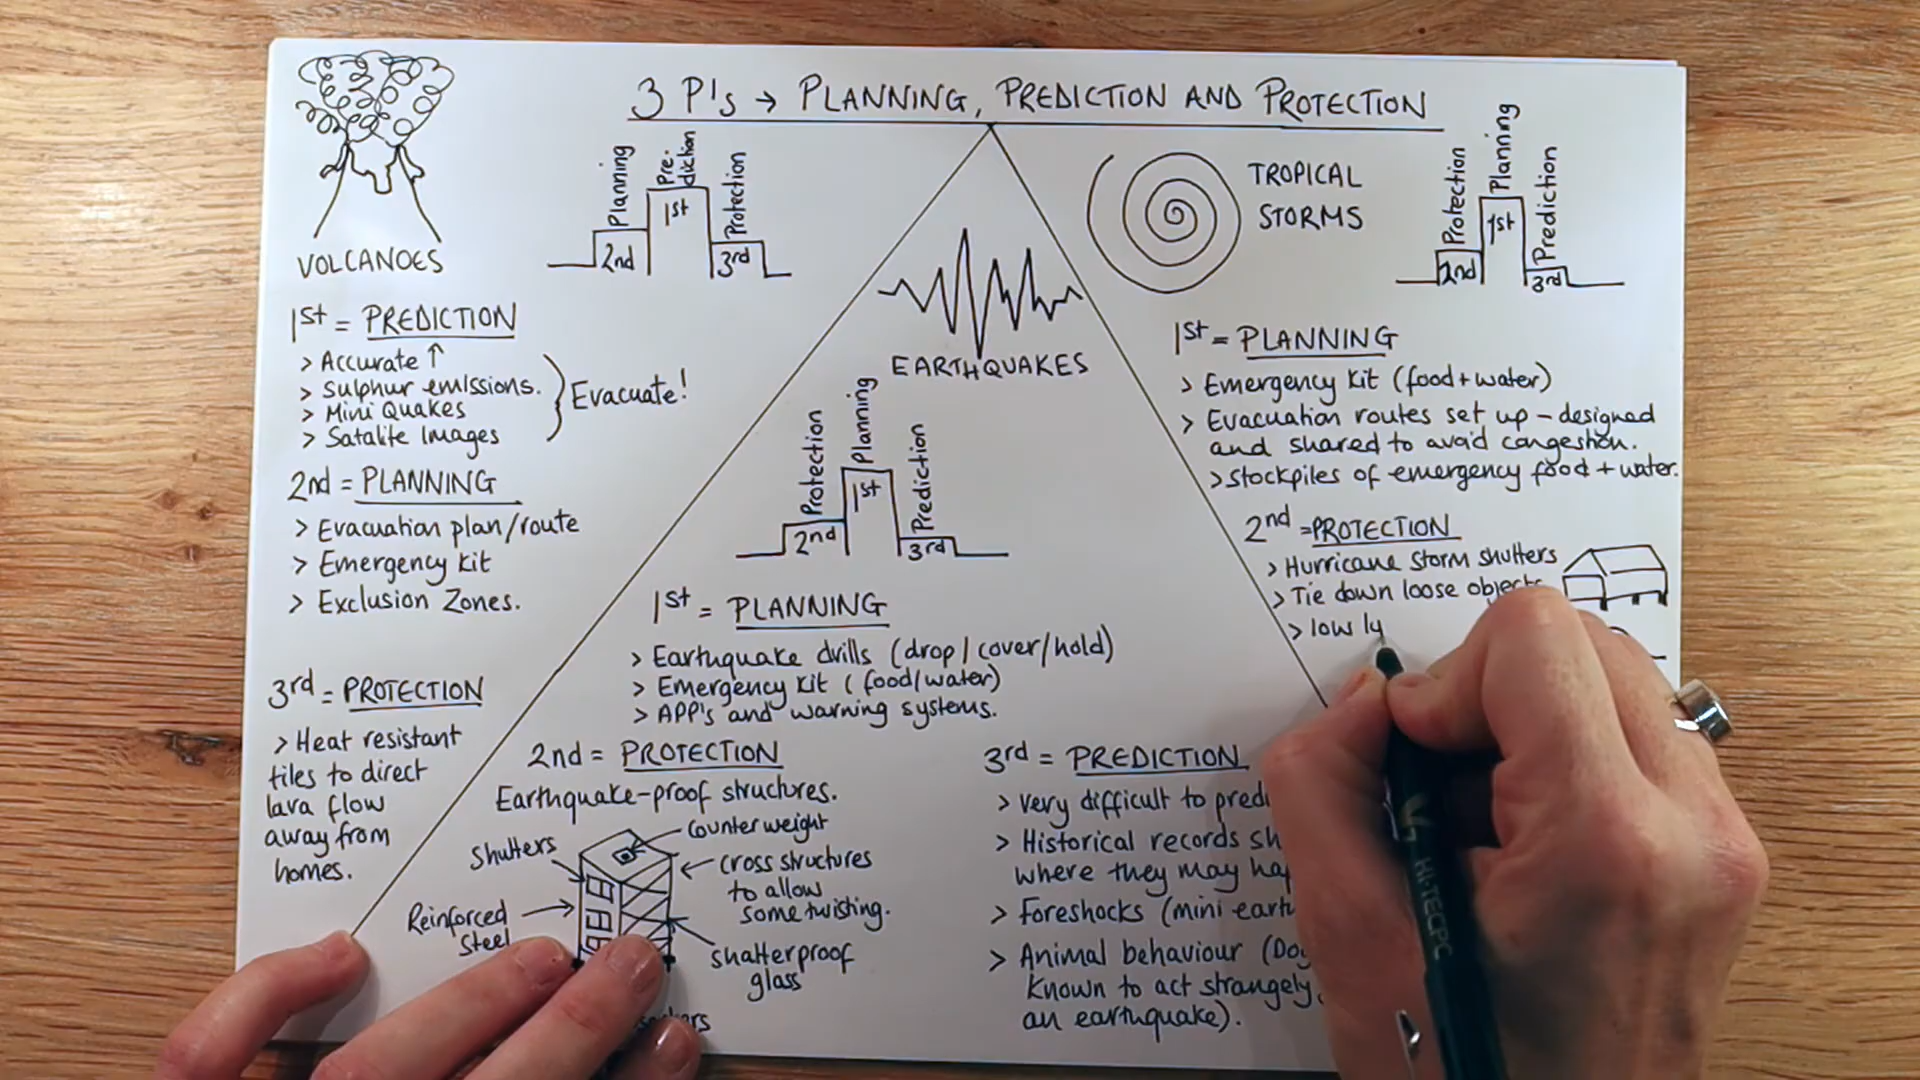 3 P's → PLANNING, PREDICTION AND PROTECTION
VOLCANOES
Planning
Pre-
diction
Protection
2nd
1st
3rd
1st = PREDICTION
> Accurate ↑
> Sulphur emissions.
> Mini Quakes
> Satalite Images
Evacuate!
2nd = PLANNING
> Evacuation plan/route
> Emergency kit
> Exclusion Zones.
3rd = PROTECTION
> Heat resistant
tiles to direct
lava flow
away from
homes.
EARTHQUAKES
Protection
Planning
Prediction
2nd
1st
3rd
1st = PLANNING
> Earthquake drills (drop/cover/hold)
> Emergency kit (food/water)
> APP's and warning systems.
2nd = PROTECTION
Earthquake-proof structures.
Shutters
Counter weight
cross structures
to allow
some twisting.
Reinforced
steel
shatterproof
glass
3rd = PREDICTION
> very difficult to
> Historical records
where they may
> Foreshocks (mini
> Animal behaviour
known to act strangely,
an earthquake).
TROPICAL
STORMS
Protection
Planning
Prediction
2nd
1st
3rd
1st = PLANNING
> Emergency kit (food + water)
> Evacuation routes set up - designed
and shared to avoid congestion.
> stockpiles of emergency food + water.
2nd = PROTECTION
> Hurricane storm shutters
> Tie down loose objects
> low ly
HI-TECPC